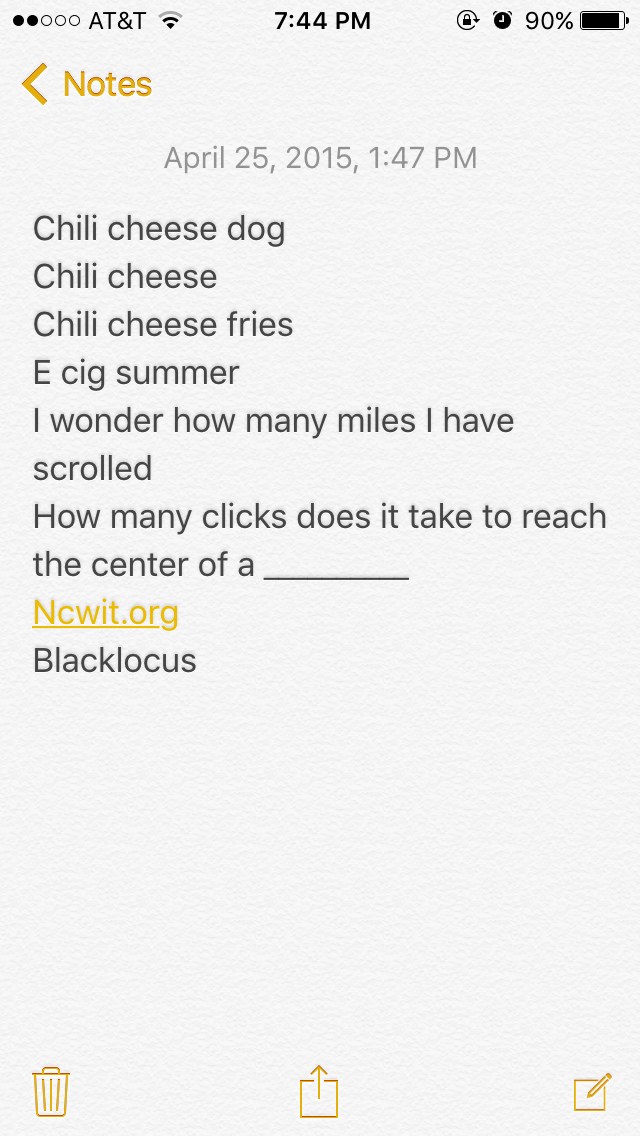 AT&T 7:44 PM 90%
Notes
April 25, 2015, 1:47 PM
Chili cheese dog
Chili cheese
Chili cheese fries
E cig summer
I wonder how many miles I have
scrolled
How many clicks does it take to reach
the center of a _________
Ncwit.org
Blacklocus